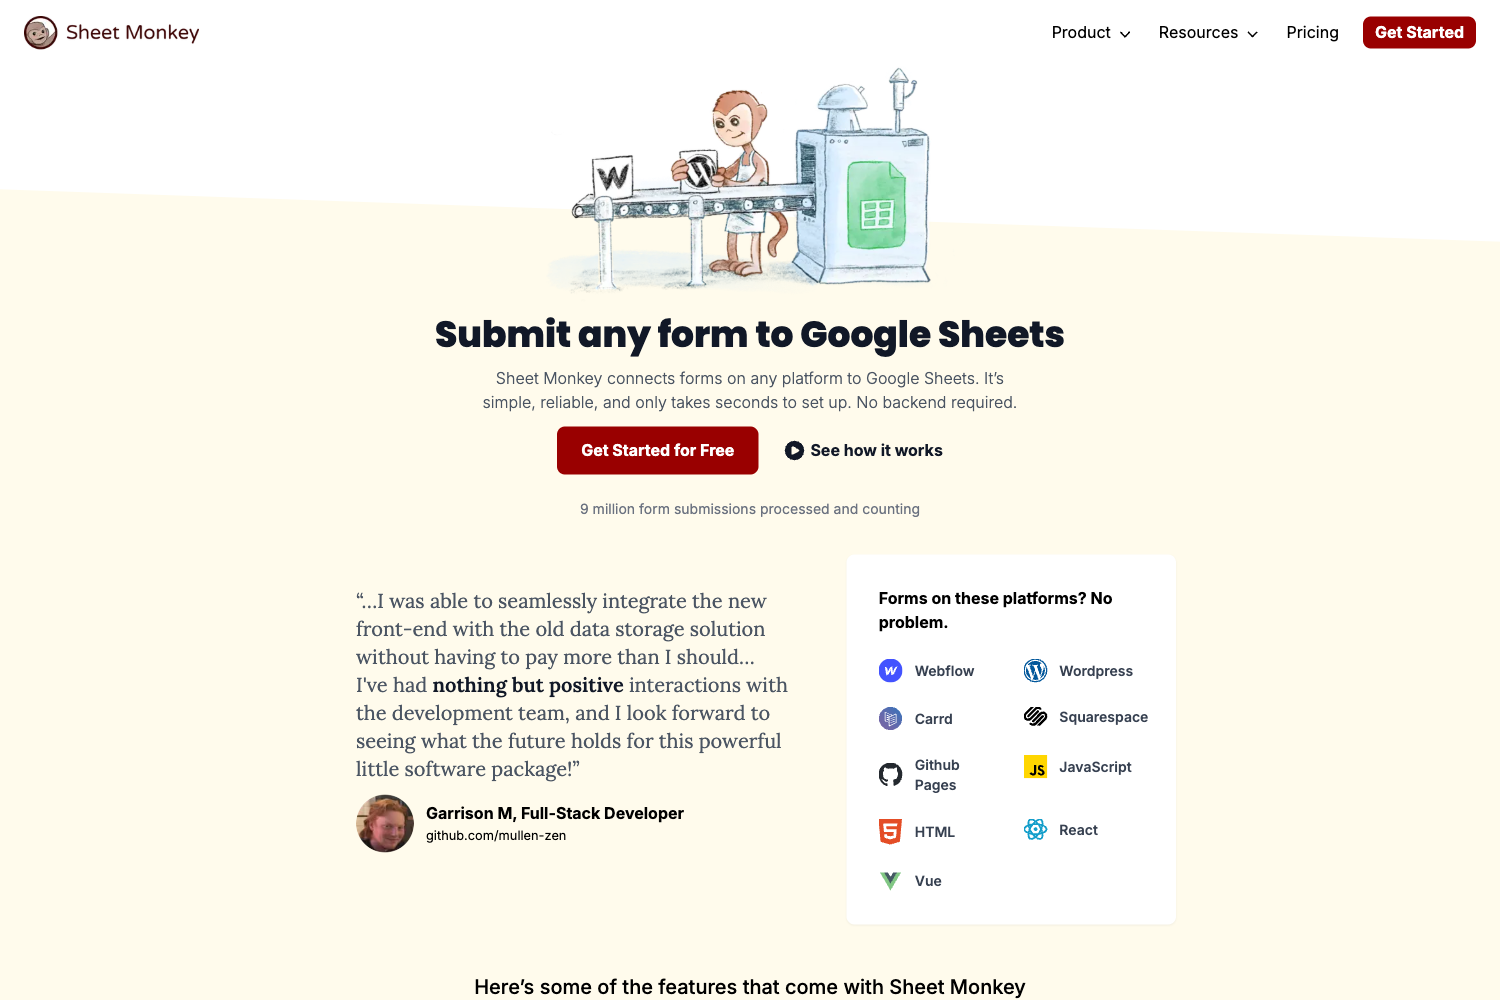 Sheet Monkey
Product
Resources
Pricing
Get Started
W
Submit any form to Google Sheets
Sheet Monkey connects forms on any platform to Google Sheets. It’s
simple, reliable, and only takes seconds to set up. No backend required.
Get Started for Free
See how it works
9 million form submissions processed and counting
“...I was able to seamlessly integrate the new
front-end with the old data storage solution
without having to pay more than I should...
I've had nothing but positive interactions with
the development team, and I look forward to
seeing what the future holds for this powerful
little software package!”
Garrison M, Full-Stack Developer
github.com/mullen-zen
Forms on these platforms? No
problem.
Webflow
Wordpress
Carrd
Squarespace
Github
Pages
JS
JavaScript
HTML
React
Vue
Here’s some of the features that come with Sheet Monkey